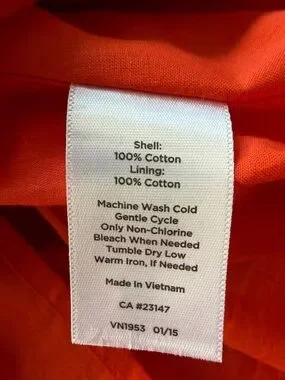 Shell:
100% Cotton
Lining:
100% Cotton
Machine Wash Cold
Gentle Cycle
Only Non-Chlorine
Bleach When Needed
Tumble Dry Low
Warm Iron, If Needed
Made In Vietnam
CA #23147
VN1953 01/15